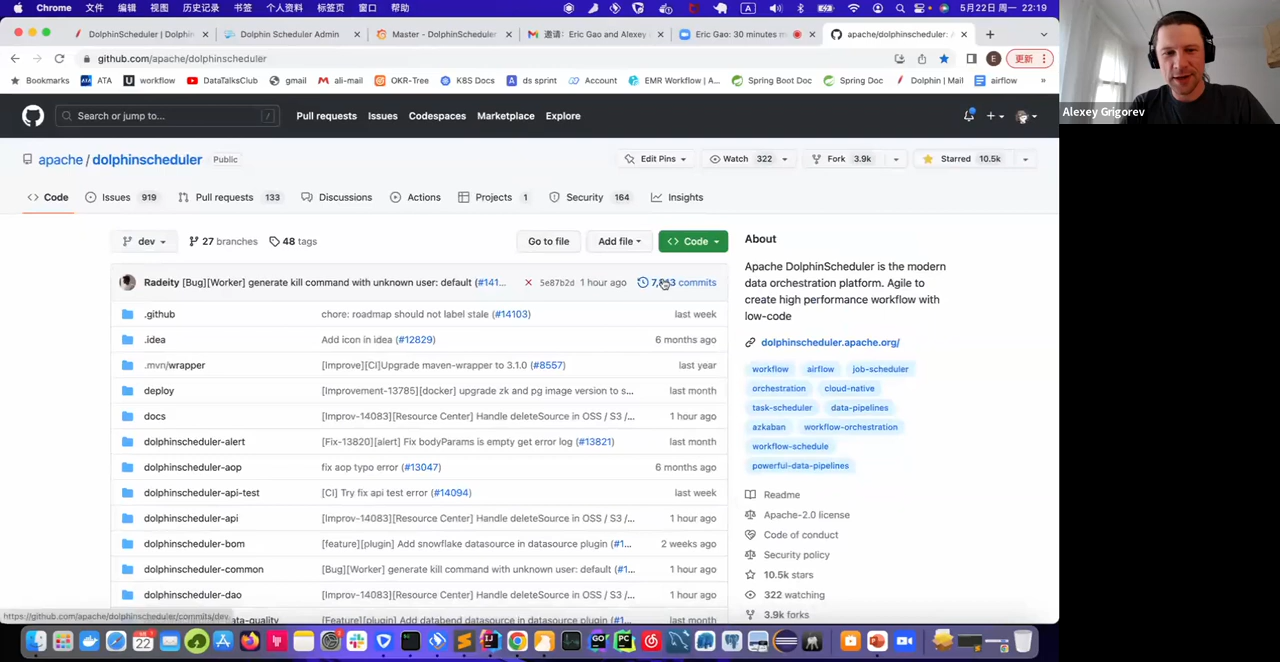 Chrome 文件 编辑 视图 历史记录 书签 个人资料 标签页 窗口 帮助 A 5月22日 周一 22:19
DolphinScheduler | Dolphin
Dolphin Scheduler Admin
Master - DolphinScheduler
邀请: Eric Gao and Alexey
Eric Gao: 30 minutes m
apache/dolphinscheduler: A
github.com/apache/dolphinscheduler
E 更新
Bookmarks ATA workflow DataTalksClub gmail ali-mail OKR-Tree K8S Docs ds sprint Account EMR Workflow | A... Spring Boot Doc Spring Doc Dolphin | Mail airflow »
Alexey Grigorev
Search or jump to... /
Pull requests Issues Codespaces Marketplace Explore
apache / dolphinscheduler Public
Edit Pins Watch 322 Fork 3.9k Starred 10.5k
Code Issues 919 Pull requests 133 Discussions Actions Projects 1 Security 164 Insights
dev 27 branches 48 tags Go to file Add file Code
Radeity [Bug][Worker] generate kill command with unknown user: default (#141... 5e87b2d 1 hour ago commits
.github chore: roadmap should not label stale (#14103) last week
.idea Add icon in idea (#12829) 6 months ago
.mvn/wrapper [Improve][CI]Upgrade maven-wrapper to 3.1.0 (#8557) last year
deploy [Improvement-13785][docker] upgrade zk and pg image version to s... last month
docs [Improv-14083][Resource Center] Handle deleteSource in OSS / S3 /... 1 hour ago
dolphinscheduler-alert [Fix-13820][alert] Fix bodyParams is empty get error log (#13821) last month
dolphinscheduler-aop fix aop typo error (#13047) 6 months ago
dolphinscheduler-api-test [CI] Try fix api test error (#14094) last week
dolphinscheduler-api [Improv-14083][Resource Center] Handle deleteSource in OSS / S3 /... 1 hour ago
dolphinscheduler-bom [feature][plugin] Add snowflake datasource in datasource plugin (#1... 2 weeks ago
dolphinscheduler-common [Bug][Worker] generate kill command with unknown user: default (#1... 1 hour ago
dolphinscheduler-dao [Improv-14083][Resource Center] Handle deleteSource in OSS / S3 /... 1 hour ago
ata-quality [Feature][plugin] Add databend datasource in datasource plugin (#1... 2 weeks ago
https://github.com/apache/dolphinscheduler/commits/dev
About
Apache DolphinScheduler is the modern
data orchestration platform. Agile to
create high performance workflow with
low-code
dolphinscheduler.apache.org/
workflow airflow job-scheduler
orchestration cloud-native
task-scheduler data-pipelines
azkaban workflow-orchestration
workflow-schedule
powerful-data-pipelines
Readme
Apache-2.0 license
Code of conduct
Security policy
10.5k stars
322 watching
3.9k forks